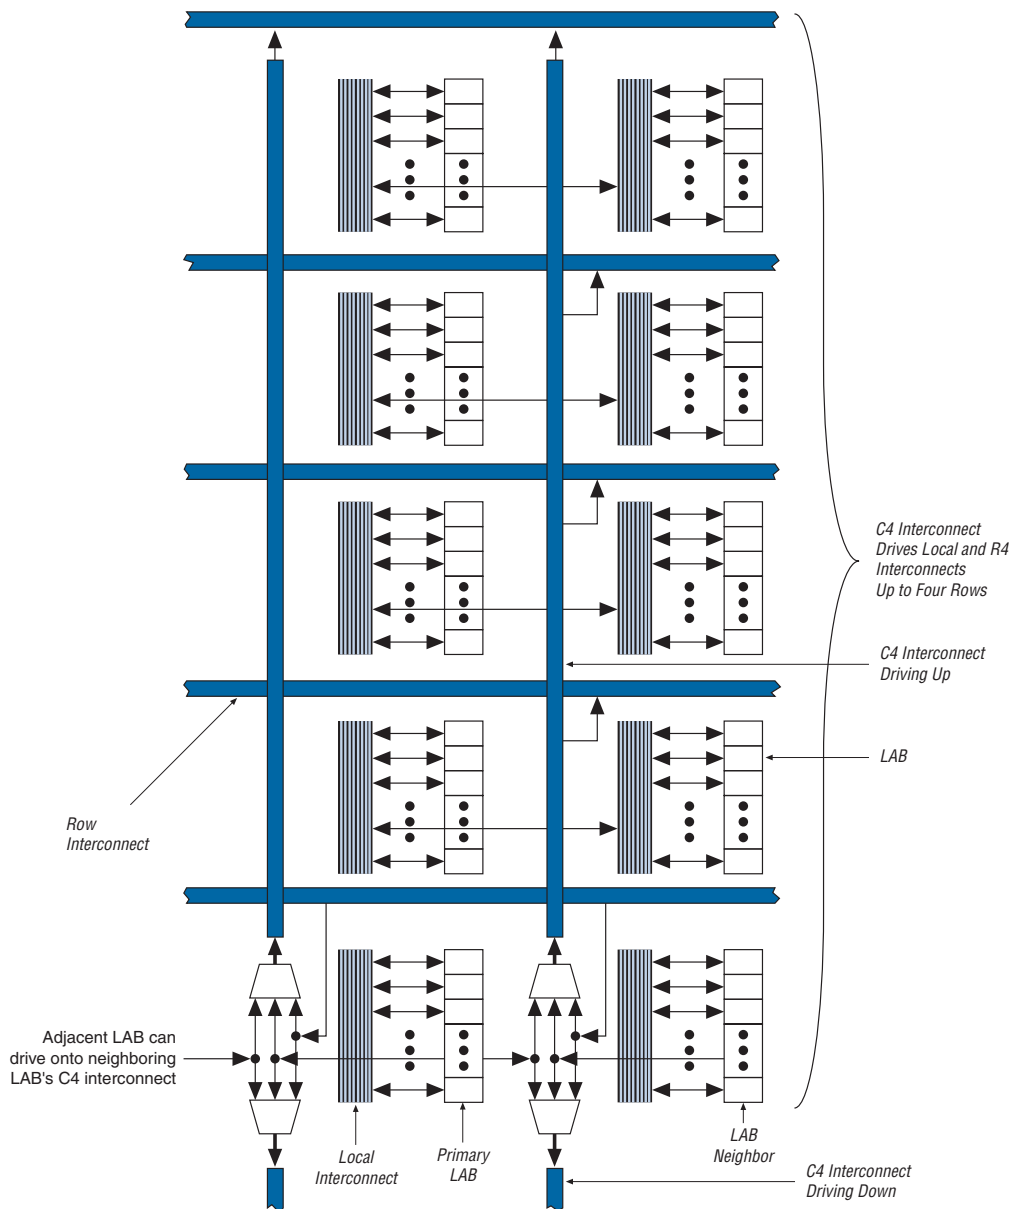 C4 Interconnect
Drives Local and R4
Interconnects
Up to Four Rows
C4 Interconnect
Driving Up
LAB
Row
Interconnect
Adjacent LAB can
drive onto neighboring
LAB's C4 interconnect
Local
Interconnect
Primary
LAB
LAB
Neighbor
C4 Interconnect
Driving Down